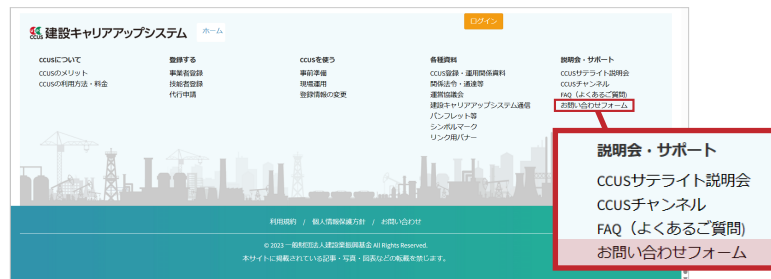 ログイン
CCUS 建設キャリアアップシステム ホーム
CCUSについて
CCUSのメリット
CCUSの利用方法・料金
登録する
事業者登録
技能者登録
代行申請
CCUSを使う
事前準備
現場運用
登録情報の変更
各種資料
CCUS登録・運用関係資料
関係法令・通達等
運営協議会
建設キャリアアップシステム通信
パンフレット等
シンボルマーク
リンク用バナー
説明会・サポート
CCUSサテライト説明会
CCUSチャンネル
FAQ（よくあるご質問)
お問い合わせフォーム
説明会・サポート
CCUSサテライト説明会
CCUSチャンネル
FAQ（よくあるご質問)
お問い合わせフォーム
利用規約 / 個人情報保護方針 / お問い合わせ
© 2023 一般財団法人建設業振興基金 All Rights Reserved.
本サイトに掲載されている記事・写真・図表などの転載を禁じます。